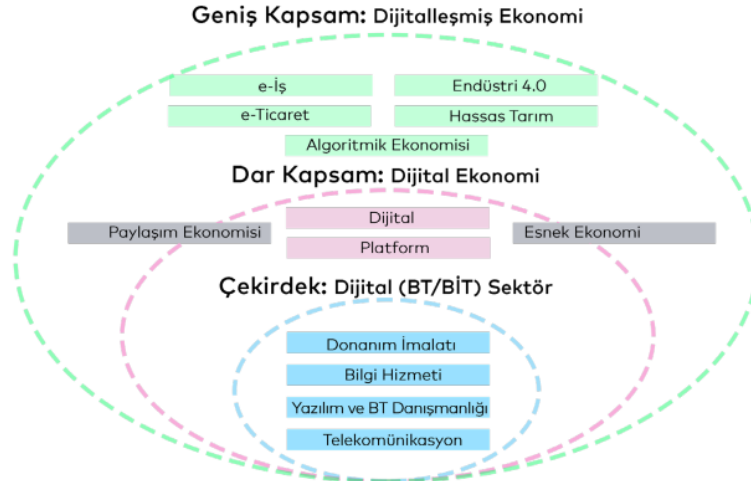 Geniş Kapsam: Dijitalleşmiş Ekonomi
e-İş
Endüstri 4.0
e-Ticaret
Hassas Tarım
Algoritmik Ekonomisi
Dar Kapsam: Dijital Ekonomi
Dijital
Paylaşım Ekonomisi
Esnek Ekonomi
Platform
Çekirdek: Dijital (BT/BİT) Sektör
Donanım İmalatı
Bilgi Hizmeti
Yazılım ve BT Danışmanlığı
Telekomünikasyon